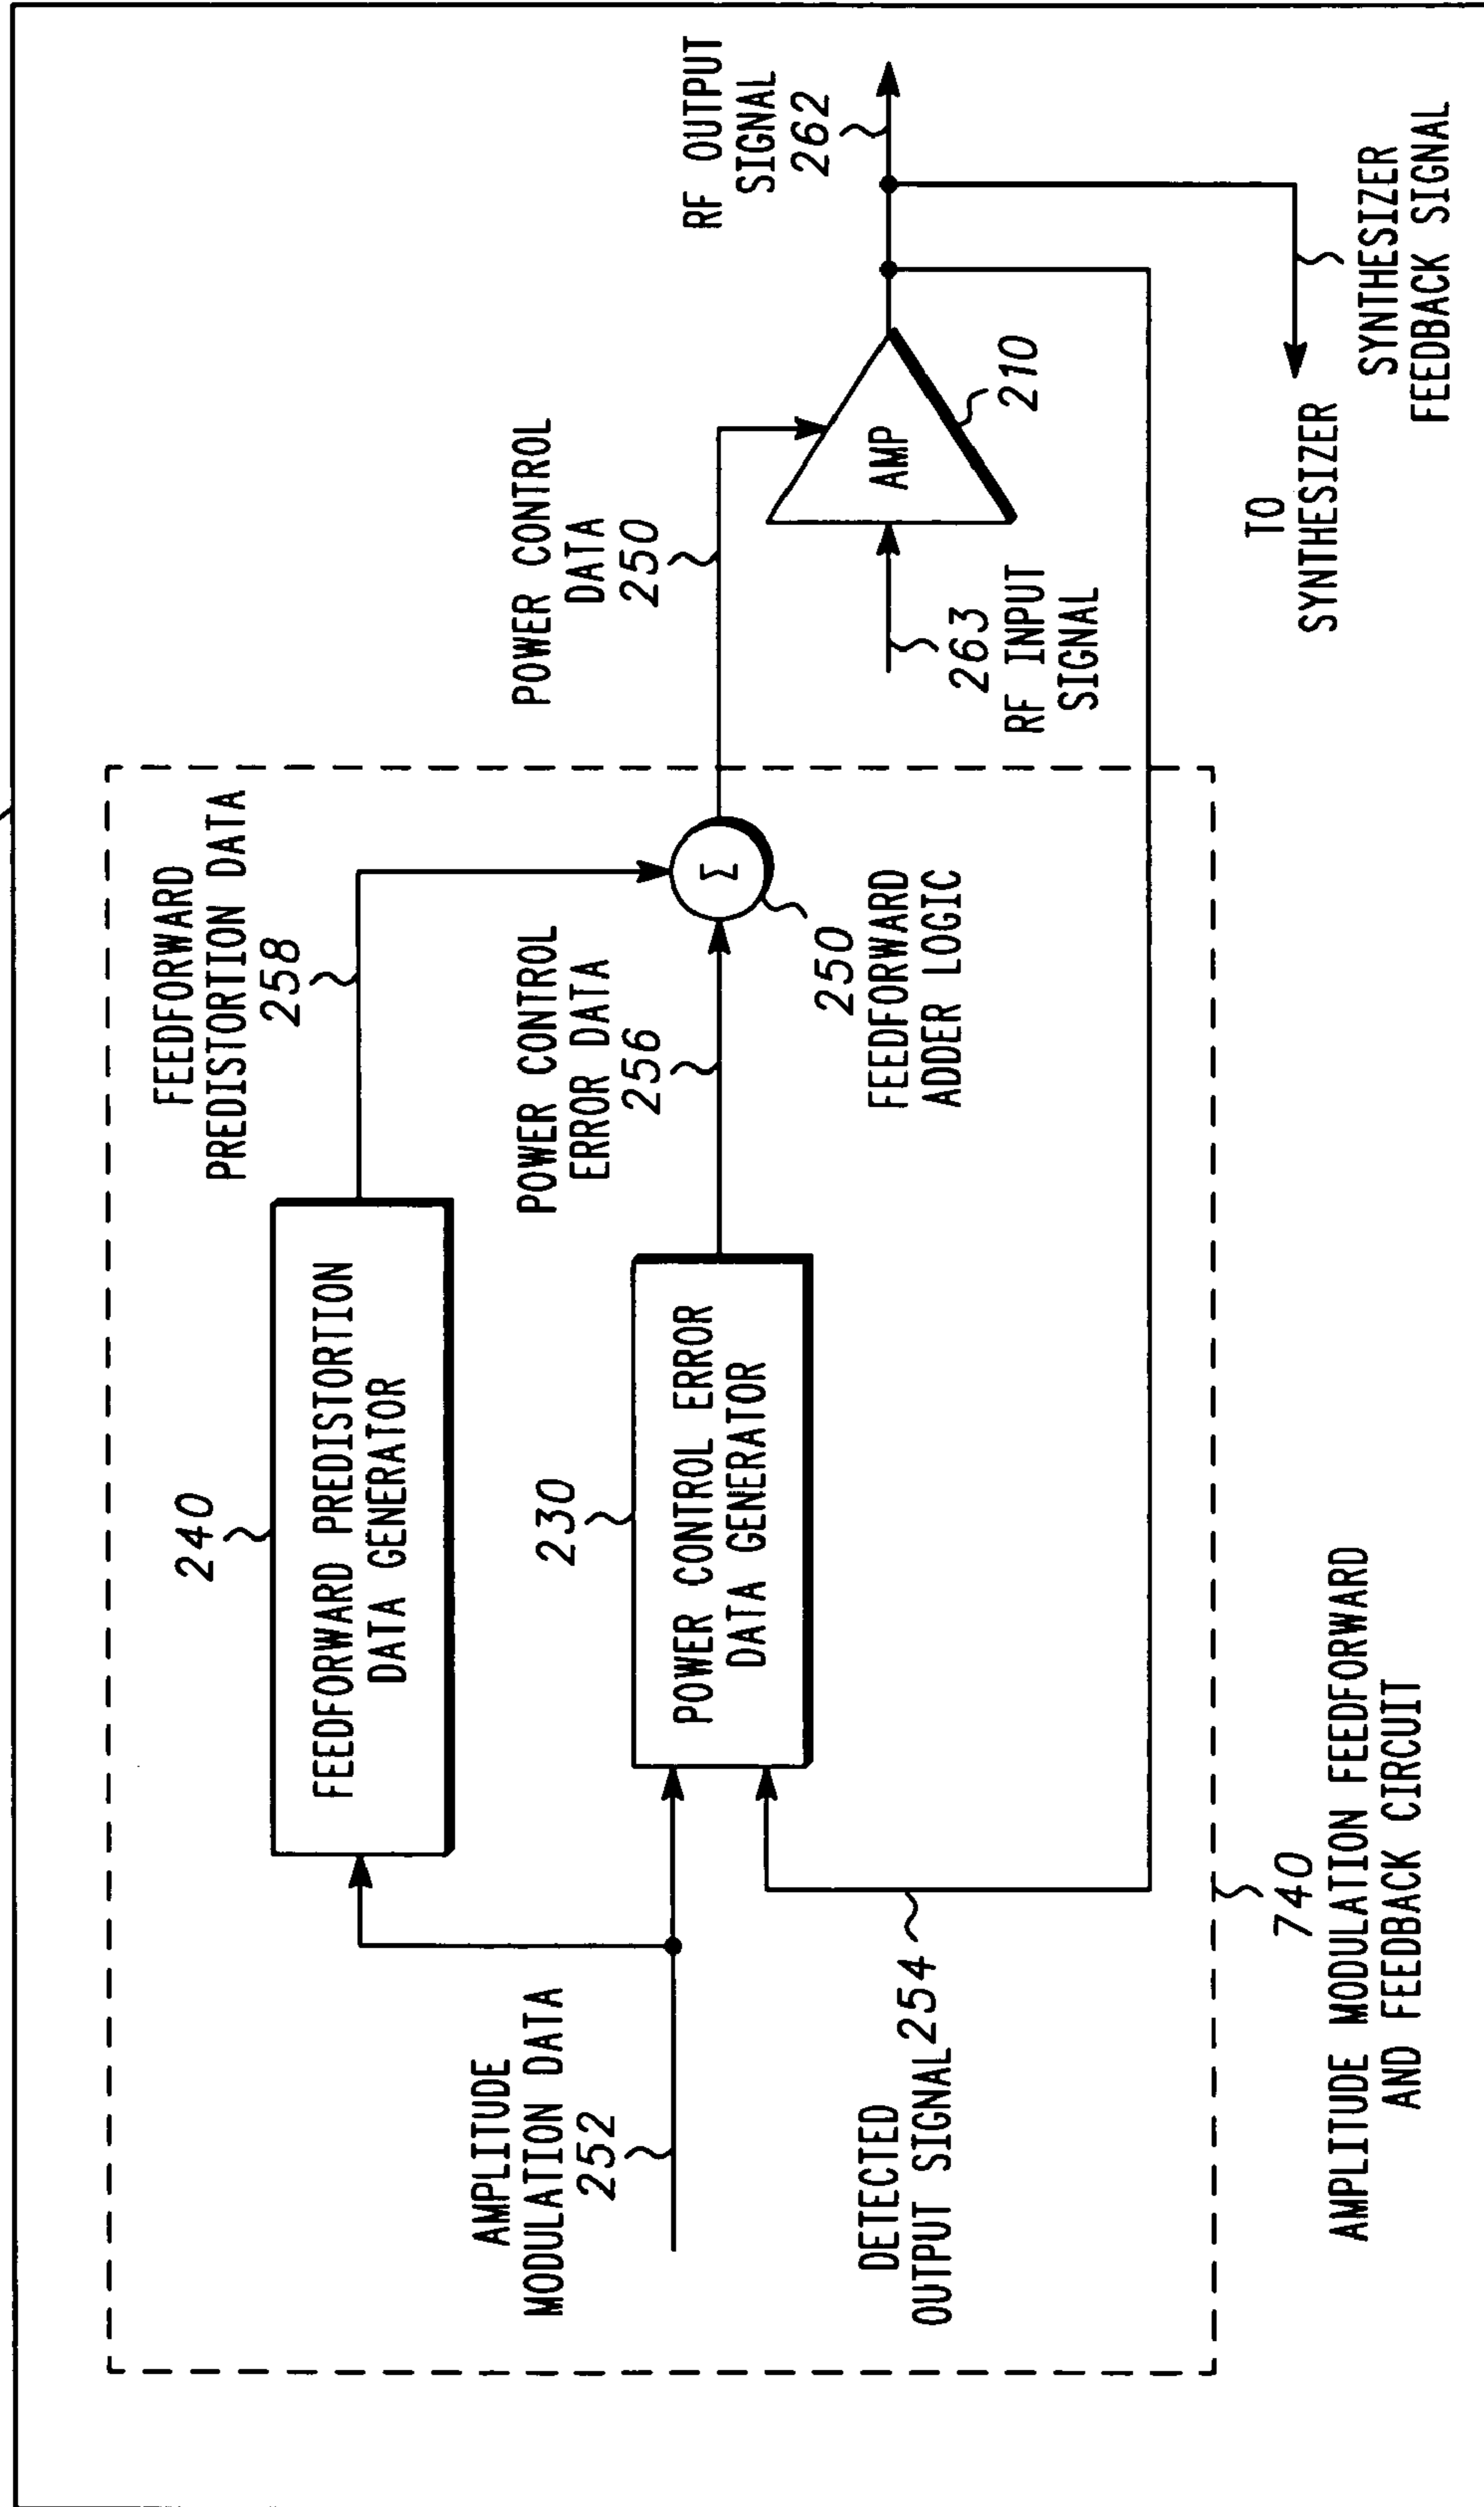 FEEDFORWARD
PREDISTORTION DATA
258
240
FEEDFORWARD PREDISTORTION
DATA GENERATOR
POWER CONTROL
ERROR DATA
256
230
POWER CONTROL ERROR
DATA GENERATOR
AMPLITUDE
MODULATION DATA
252
DETECTED
OUTPUT SIGNAL 254
Σ
250
FEEDFORWARD
ADDER LOGIC
POWER CONTROL
DATA
250
AMP
210
263
RF INPUT
SIGNAL
RF OUTPUT
SIGNAL
262
TO
SYNTHESIZER
SYNTHESIZER
FEEDBACK SIGNAL
740
AMPLITUDE MODULATION FEEDFORWARD
AND FEEDBACK CIRCUIT